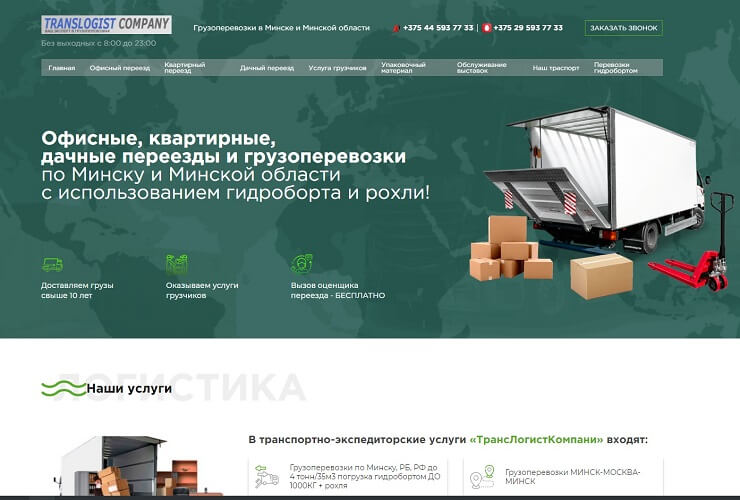 TRANSLOGIST COMPANY
ВАШ ЭКСПЕРТ В ГРУЗОПЕРЕВОЗКАХ
Без выходных с 8:00 до 23:00
Грузоперевозки в Минске и Минской области
+375 44 593 77 33 | +375 29 593 77 33
ЗАКАЗАТЬ ЗВОНОК
Главная
Офисный переезд
Квартирный
переезд
Дачный переезд
Услуга грузчиков
Упаковочный
материал
Обслуживание
выставок
Наш траспорт
Перевозки
гидробортом
Офисные, квартирные,
дачные переезды и грузоперевозки
по Минску и Минской области
с использованием гидроборта и рохли!
Доставляем грузы
свыше 10 лет
Оказываем услуги
грузчиков
Вызов оценщика
переезда - БЕСПЛАТНО
ЛОГИСТИКА
Наши услуги
В транспортно-экспедиторские услуги «ТрансЛогистКомпани» входят:
Грузоперевозки по Минску, РБ, РФ до
4 тонн/35м3 погрузка гидробортом ДО
1000КГ + рохля
Грузоперевозки МИНСК-МОСКВА-
МИНСК